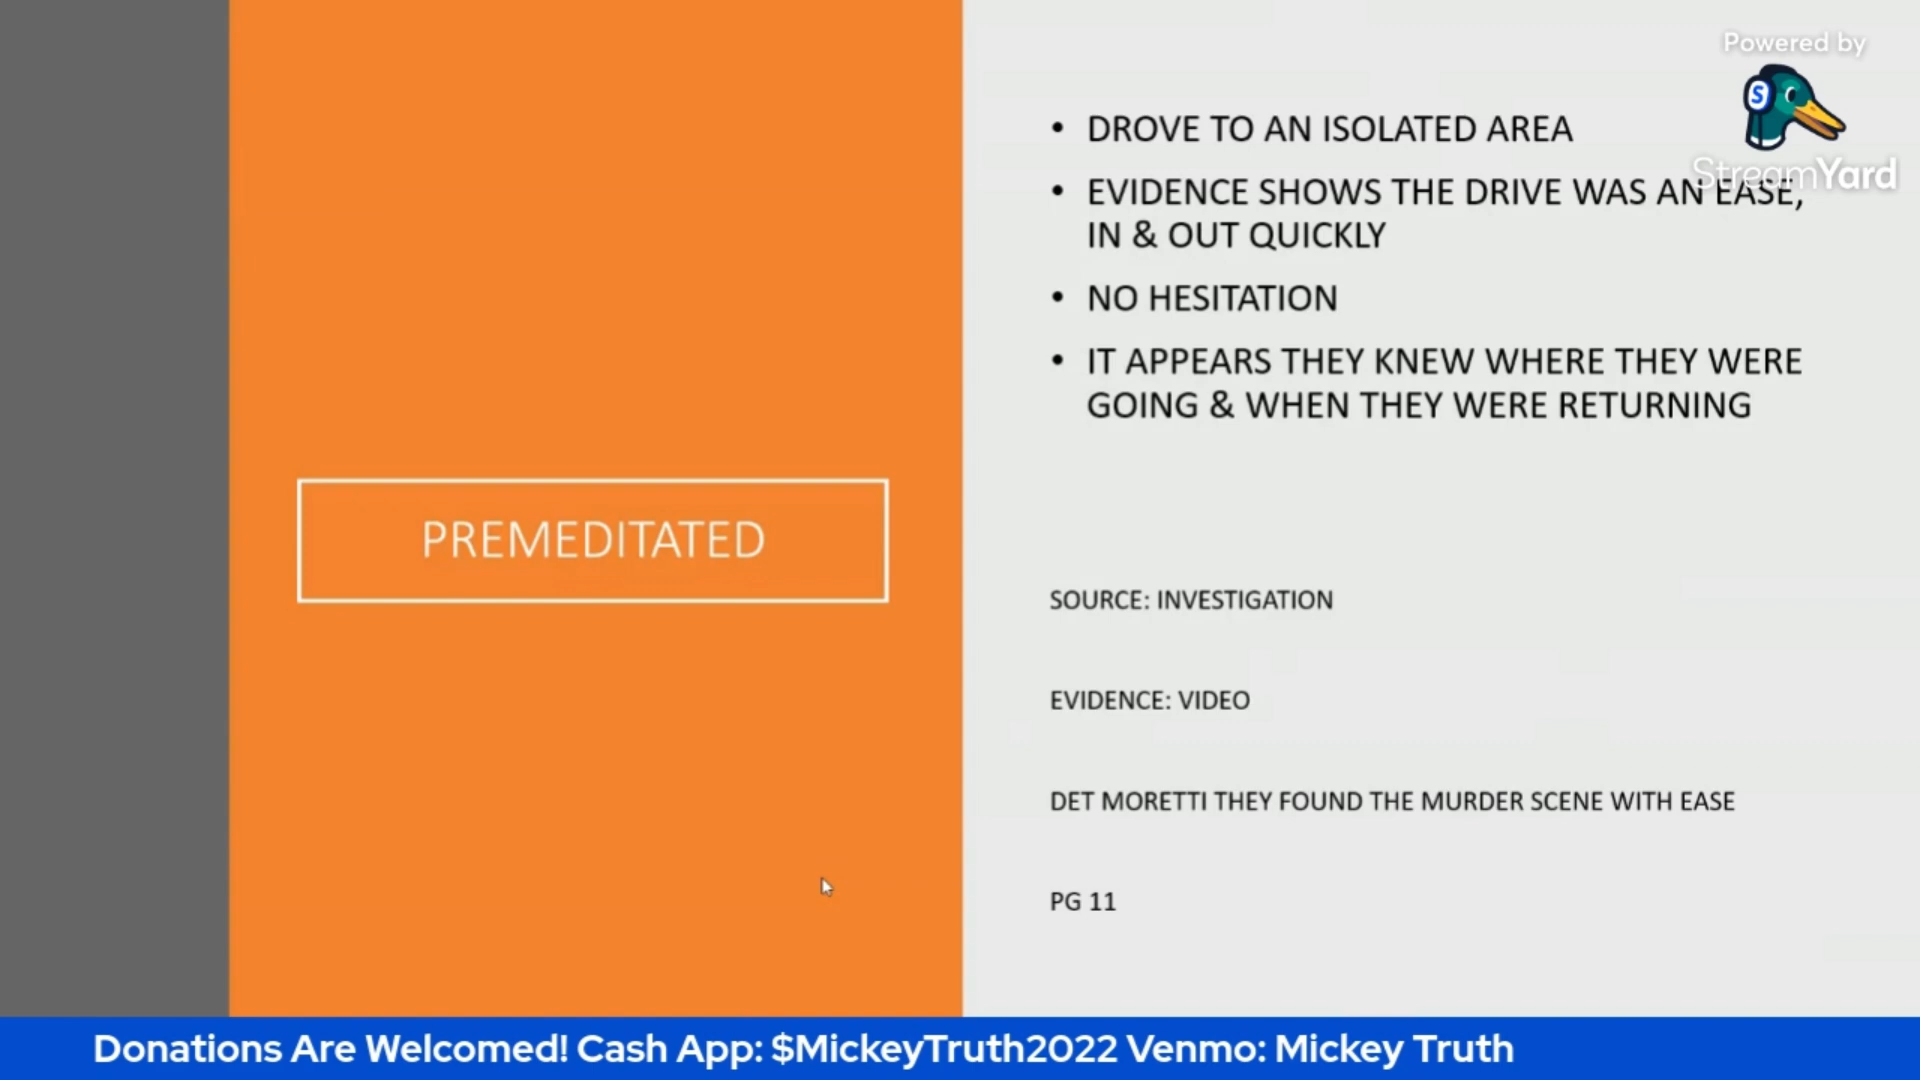 Powered by
StreamYard
• DROVE TO AN ISOLATED AREA
• EVIDENCE SHOWS THE DRIVE WAS AN EASE,
IN & OUT QUICKLY
• NO HESITATION
• IT APPEARS THEY KNEW WHERE THEY WERE
GOING & WHEN THEY WERE RETURNING
PREMEDITATED
SOURCE: INVESTIGATION
EVIDENCE: VIDEO
DET MORETTI THEY FOUND THE MURDER SCENE WITH EASE
PG 11
Donations Are Welcomed! Cash App: $MickeyTruth2022 Venmo: Mickey Truth